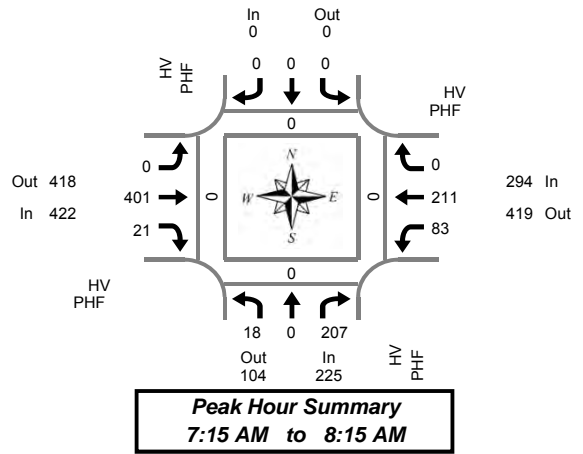 In Out
0 0
0 0 0
HV
PHF
HV
PHF
0
0 0
Out 418 401 0 N 0 211 294 In
In 422 21 W E 83 419 Out
S
HV
PHF
0
18 0 207
Out In
104 225
HV
PHF
Peak Hour Summary
7:15 AM to 8:15 AM